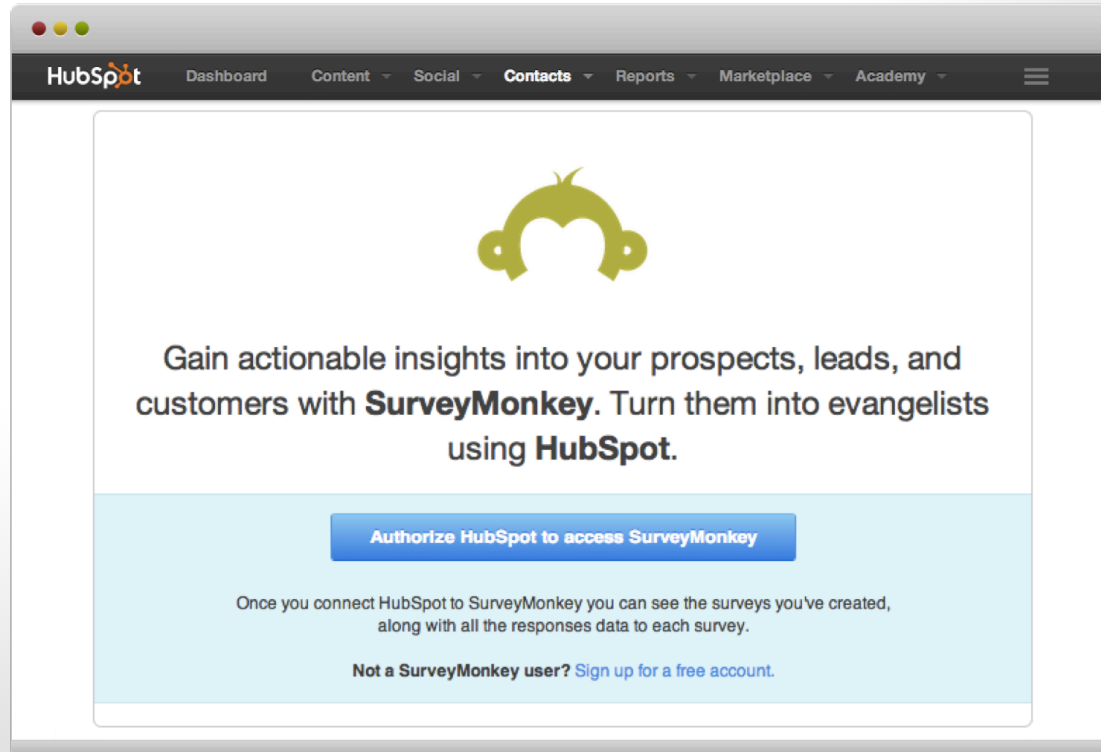 HubSpot Dashboard Content Social Contacts Reports Marketplace Academy
Gain actionable insights into your prospects, leads, and
customers with SurveyMonkey. Turn them into evangelists
using HubSpot.
Authorize HubSpot to access SurveyMonkey
Once you connect HubSpot to SurveyMonkey you can see the surveys you've created,
along with all the responses data to each survey.
Not a SurveyMonkey user? Sign up for a free account.